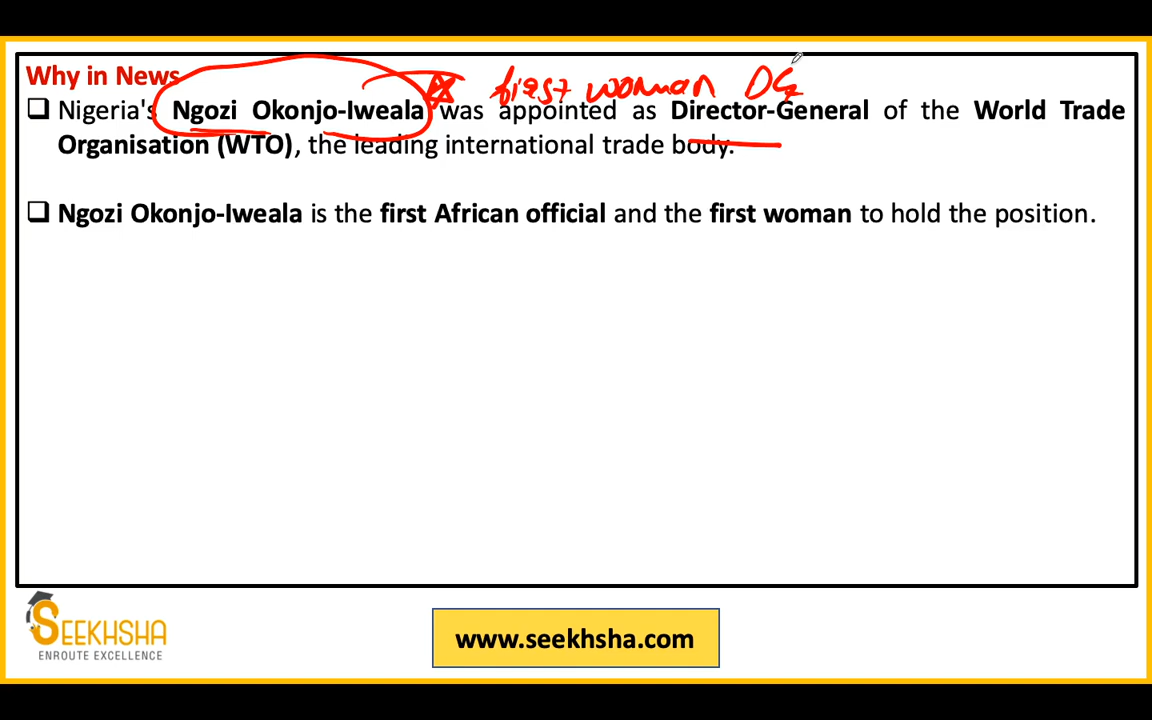 Why in News
first woman DG
❑ Nigeria's Ngozi Okonjo-Iweala was appointed as Director-General of the World Trade
Organisation (WTO), the leading international trade body.
❑ Ngozi Okonjo-Iweala is the first African official and the first woman to hold the position.
SEEKHSHA
ENROUTE EXCELLENCE
www.seekhsha.com